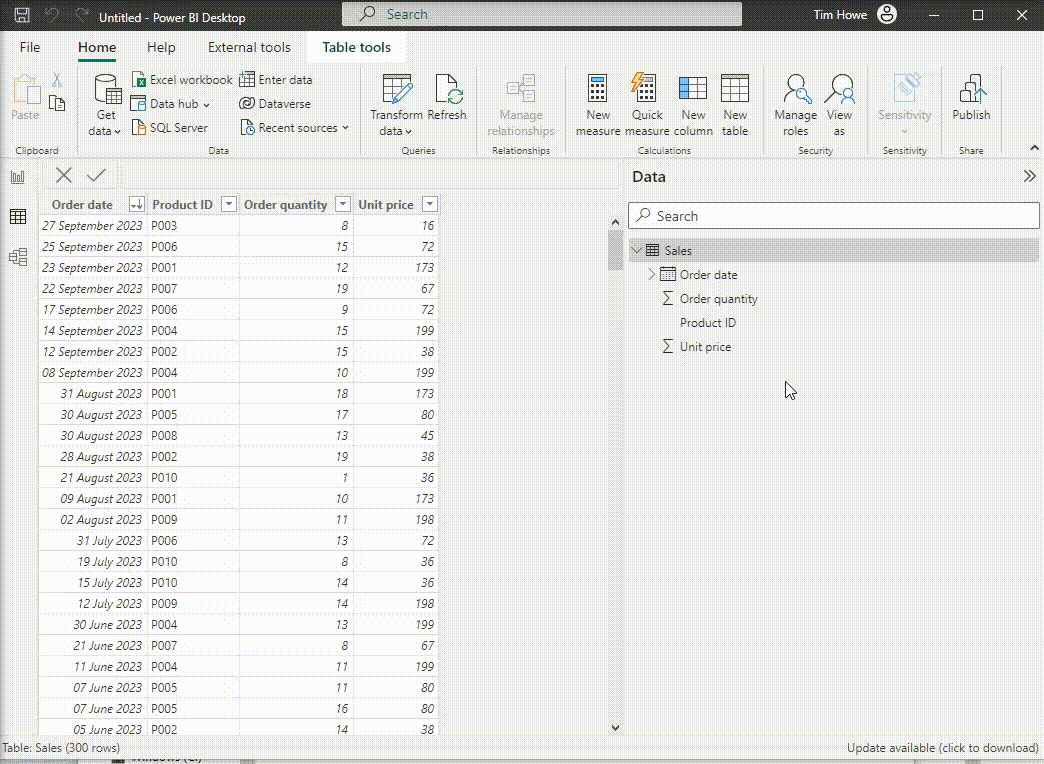 Untitled - Power BI Desktop
Search
Tim Howe
File Home Help External tools Table tools
Paste
Clipboard
Get data
Excel workbook
Data hub
SQL Server
Enter data
Dataverse
Recent sources
Data
Transform data
Refresh
Queries
Manage relationships
Relationships
New measure
Quick measure
New column
New table
Calculations
Manage roles
View as
Security
Sensitivity
Sensitivity
Publish
Share
Order date Product ID Order quantity Unit price
27 September 2023 P003 8 16
25 September 2023 P006 15 72
23 September 2023 P001 12 173
22 September 2023 P007 19 67
17 September 2023 P006 9 72
14 September 2023 P004 15 199
12 September 2023 P002 15 38
08 September 2023 P004 10 199
31 August 2023 P001 18 173
30 August 2023 P005 17 80
30 August 2023 P008 13 45
28 August 2023 P002 19 38
21 August 2023 P010 1 36
09 August 2023 P001 10 173
02 August 2023 P009 11 198
31 July 2023 P006 13 72
19 July 2023 P010 8 36
15 July 2023 P010 14 36
12 July 2023 P009 14 198
30 June 2023 P004 13 199
21 June 2023 P007 8 67
11 June 2023 P004 11 199
07 June 2023 P005 11 80
07 June 2023 P005 16 80
05 June 2023 P002 14 38
Data
Search
Sales
Order date
Order quantity
Product ID
Unit price
Table: Sales (300 rows)
Update available (click to download)